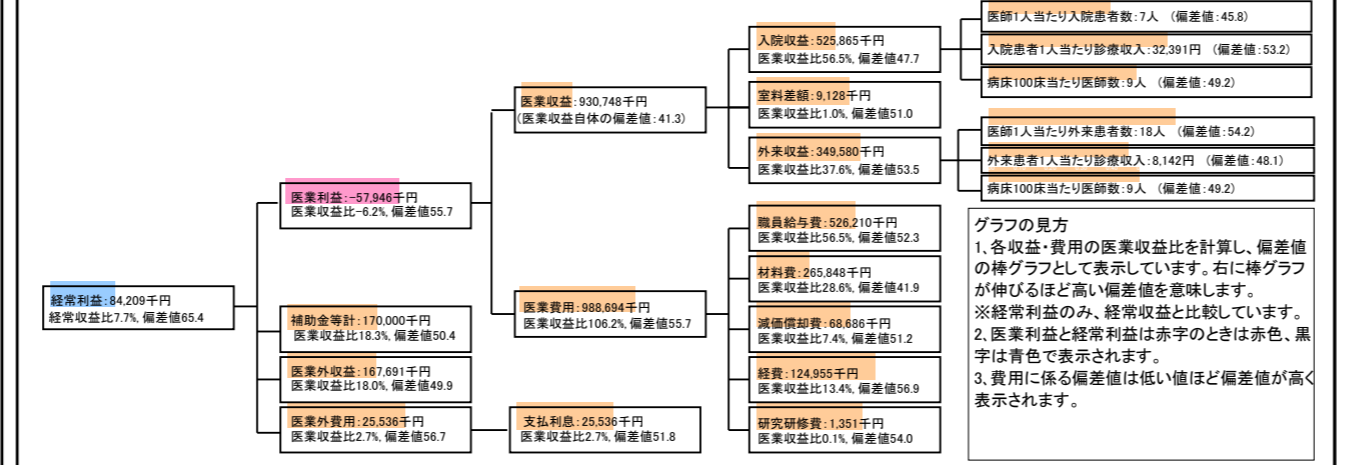 経常利益:84,209千円
経常収益比7.7%, 偏差値65.4
医業利益:-57,946千円
医業収益比-6.2%, 偏差値55.7
補助金等計:170,000千円
医業収益比18.3%, 偏差値50.4
医業外収益:167,691千円
医業収益比18.0%, 偏差値49.9
医業外費用:25,536千円
医業収益比2.7%, 偏差値56.7
医業収益:930,748千円
(医業収益自体の偏差値:41.3)
医業費用:988,694千円
医業収益比106.2%, 偏差値55.7
支払利息:25,536千円
医業収益比2.7%, 偏差値51.8
入院収益:525,865千円
医業収益比56.5%, 偏差値47.7
室料差額:9,128千円
医業収益比1.0%, 偏差値51.0
外来収益:349,580千円
医業収益比37.6%, 偏差値53.5
職員給与費:526,210千円
医業収益比56.5%, 偏差値52.3
材料費:265,848千円
医業収益比28.6%, 偏差値41.9
減価償却費:68,686千円
医業収益比7.4%, 偏差値51.2
経費:124,955千円
医業収益比13.4%, 偏差値56.9
研究研修費:1,351千円
医業収益比0.1%, 偏差値54.0
医師1人当たり入院患者数:7人 (偏差値:45.8)
入院患者1人当たり診療収入:32,391円 (偏差値:53.2)
病床100床当たり医師数:9人 (偏差値:49.2)
医師1人当たり外来患者数:18人 (偏差値:54.2)
外来患者1人当たり診療収入:8,142円 (偏差値:48.1)
病床100床当たり医師数:9人 (偏差値:49.2)
グラフの見方
1、各収益・費用の医業収益比を計算し、偏差値
の棒グラフとして表示しています。右に棒グラフ
が伸びるほど高い偏差値を意味します。
※経常利益のみ、経常収益と比較しています。
2、医業利益と経常利益は赤字のときは赤色、黒
字は青色で表示されます。
3、費用に係る偏差値は低い値ほど偏差値が高く
表示されます。